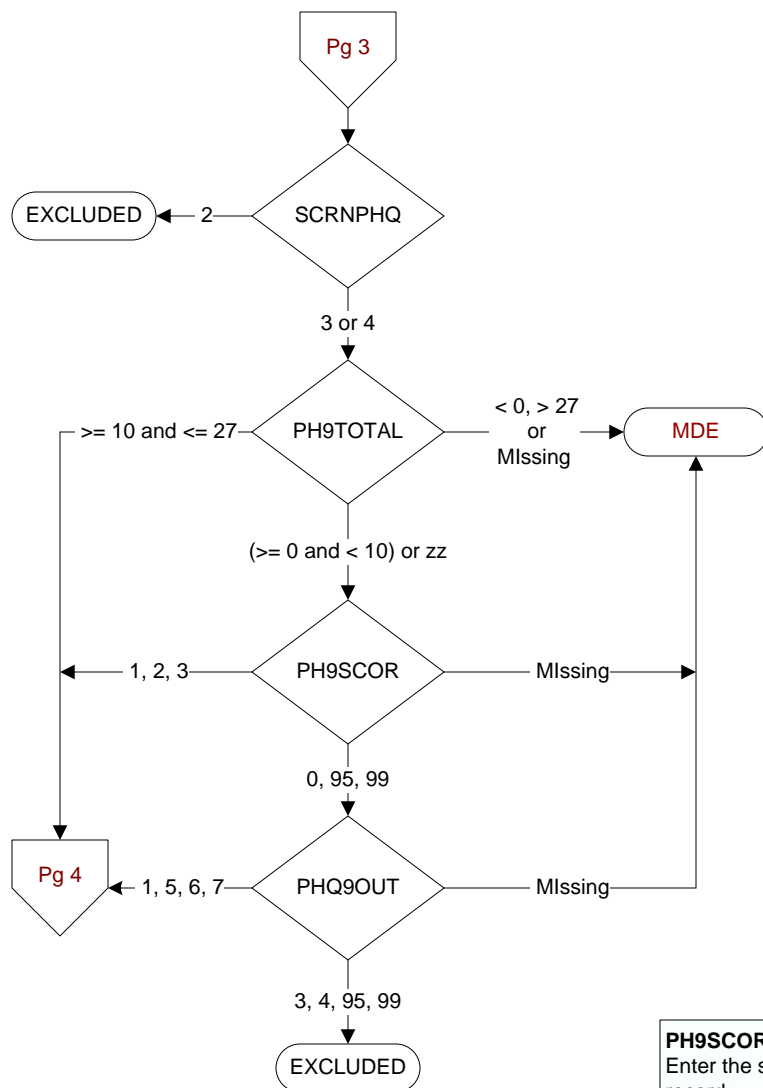 Pg 3
SCRNPHQ
EXCLUDED
2
3 or 4
PH9TOTAL
>= 10 and <= 27
< 0, > 27
or
MIssing
MDE
(>= 0 and < 10) or zz
PH9SCOR
1, 2, 3
MIssing
0, 95, 99
PHQ9OUT
Pg 4
1, 5, 6, 7
MIssing
3, 4, 95, 99
EXCLUDED
PH9SCOR
Enter the s